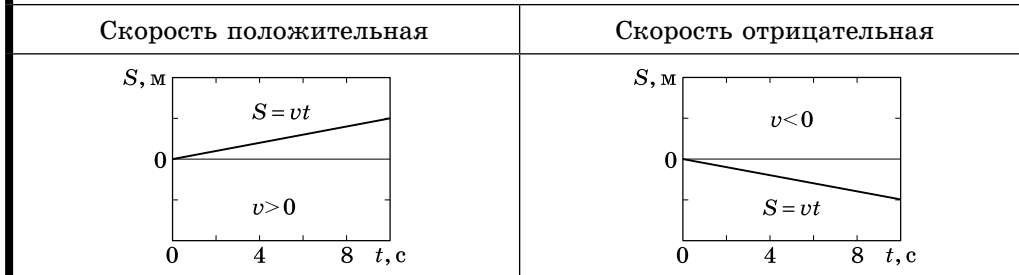 Скорость положительная
Скорость отрицательная
S, м
S = vt
0
v>0
0 4 8 t, с
S, м
v<0
0
S = vt
0 4 8 t, с